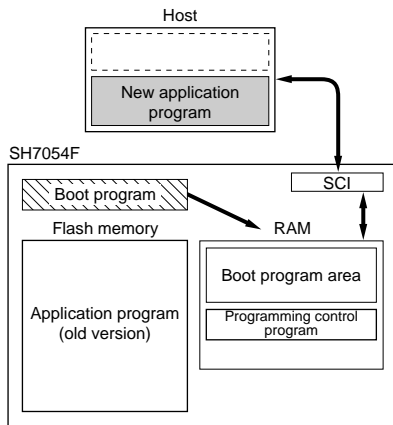 Host
New application
program
SH7054F
SCI
Boot program
Flash memory
RAM
Boot program area
Application program
(old version)
Programming control
program